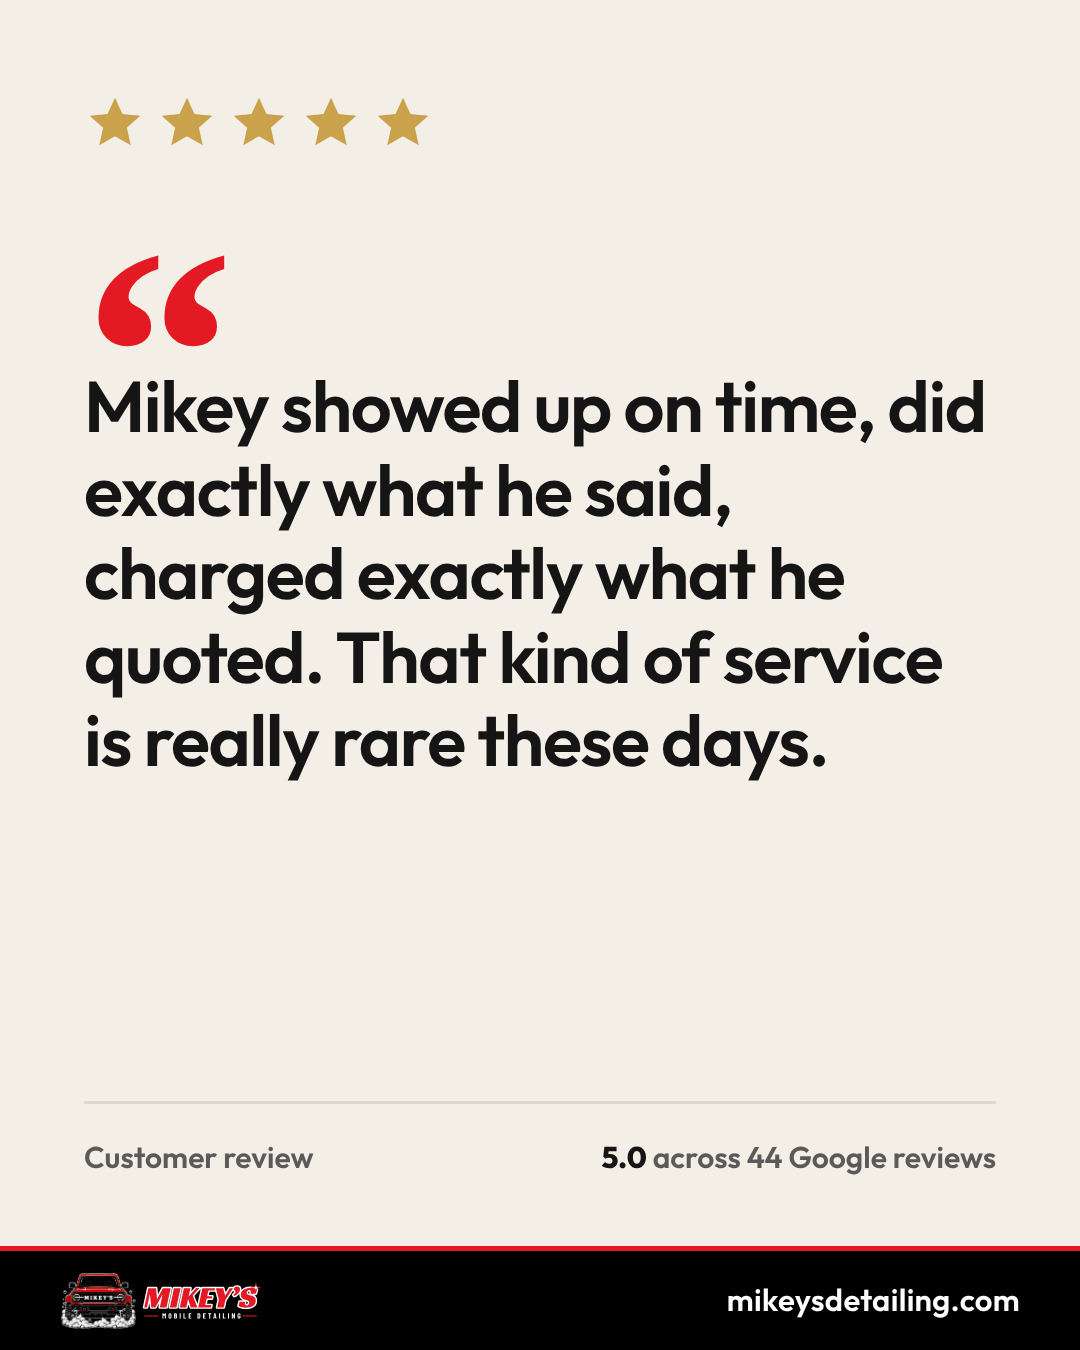 “
Mikey showed up on time, did
exactly what he said,
charged exactly what he
quoted. That kind of service
is really rare these days.
Customer review
5.0 across 44 Google reviews
MIKEY'S
MIKEY'S
MOBILE DETAILING
mikeysdetailing.com